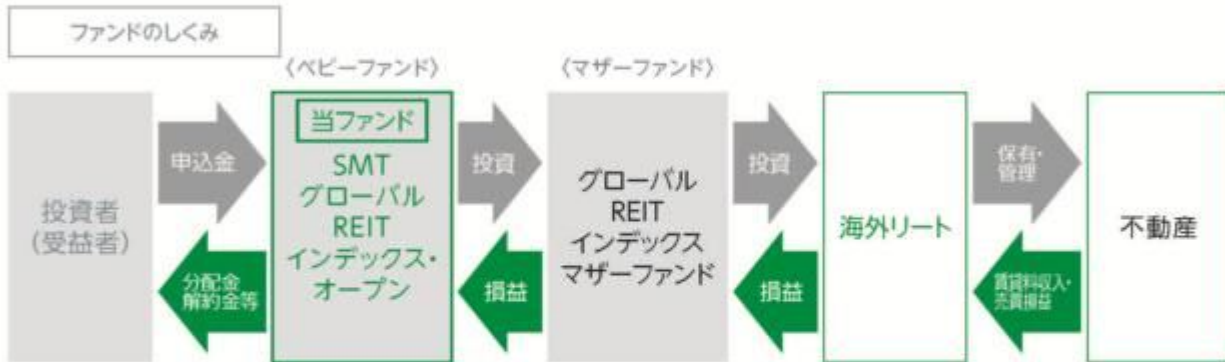 ファンドのしくみ
〈ベビーファンド〉
〈マザーファンド〉
投資者
(受益者)
申込金
分配金
解約金等
当ファンド
SMT
グローバル
REIT
インデックス・
オープン
投資
損益
グローバル
REIT
インデックス
マザーファンド
投資
損益
海外リート
保有・
管理
賃貸料収入・
売買損益
不動産